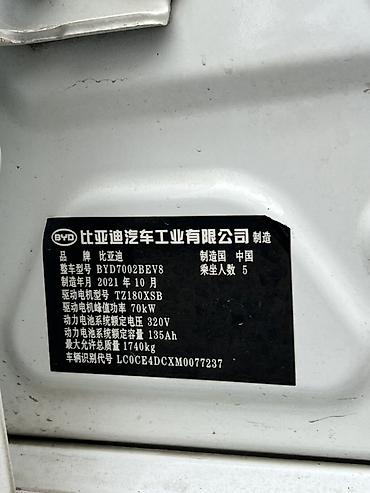 BYD 比亚迪汽车工业有限公司 制造
品 牌 比亚迪 制造国 中国
整车型号 BYD7002BEV8 乘坐人数 5
制造年月 2021 年 10 月
驱动电机型号 TZ180XSB
驱动电机峰值功率 70kW
动力电池系统额定电压 320V
动力电池系统额定容量 135Ah
最大允许总质量 1740kg
车辆识别代号 LC0CE4DCXM0077237